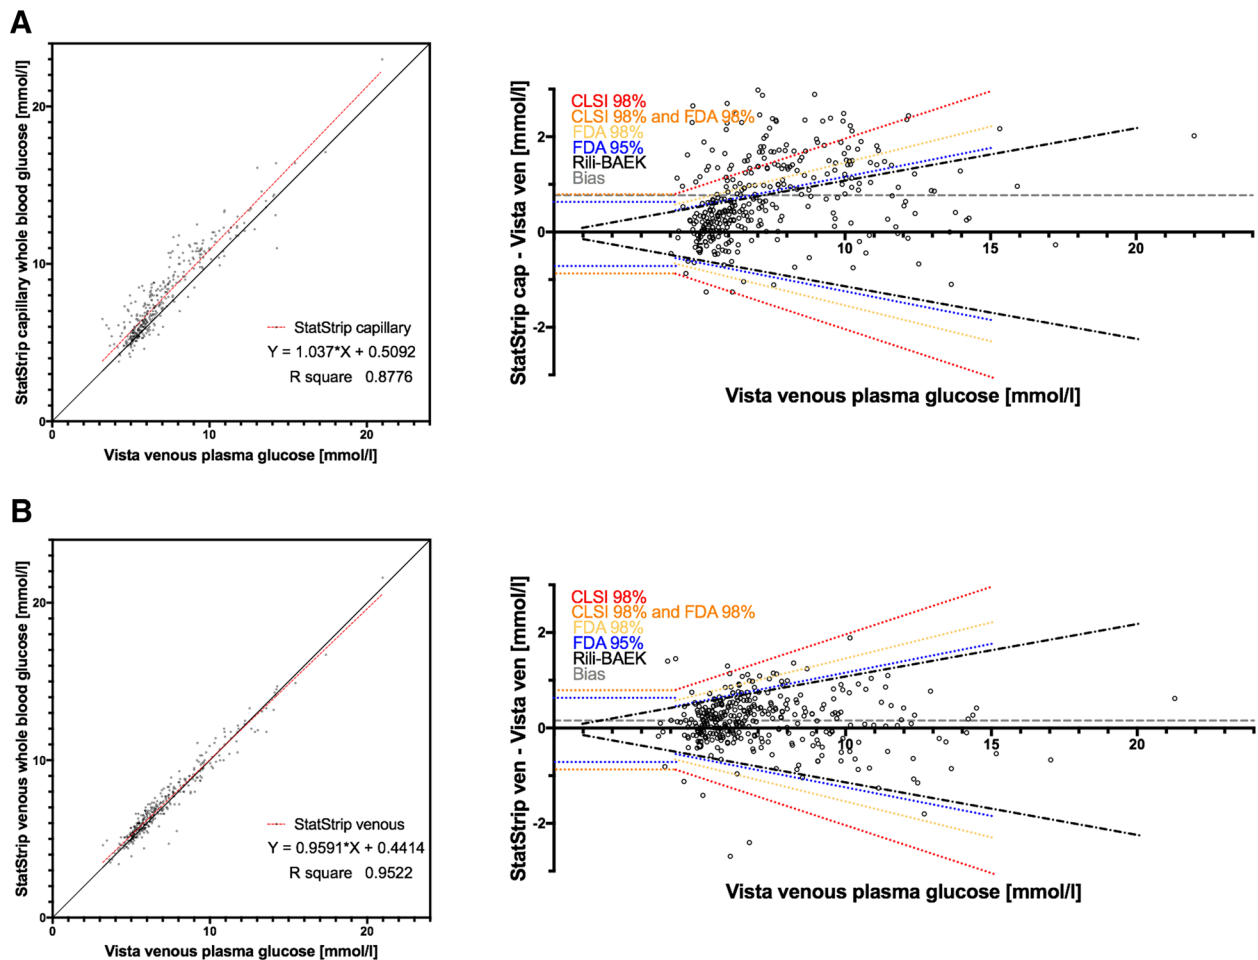 A
StatStrip capillary whole blood glucose [mmol/l]
20
10
0
StatStrip capillary
Y = 1.037*X + 0.5092
R square 0.8776
0 10 20
Vista venous plasma glucose [mmol/l]
StatStrip cap - Vista ven [mmol/l]
2
0
-2
CLSI 98%
CLSI 98% and FDA 98%
FDA 98%
FDA 95%
Rili-BAEK
Bias
5 10 15 20
Vista venous plasma glucose [mmol/l]
B
StatStrip venous whole blood glucose [mmol/l]
20
10
0
StatStrip venous
Y = 0.9591*X + 0.4414
R square 0.9522
0 10 20
Vista venous plasma glucose [mmol/l]
StatStrip ven - Vista ven [mmol/l]
2
0
-2
CLSI 98%
CLSI 98% and FDA 98%
FDA 98%
FDA 95%
Rili-BAEK
Bias
5 10 15 20
Vista venous plasma glucose [mmol/l]